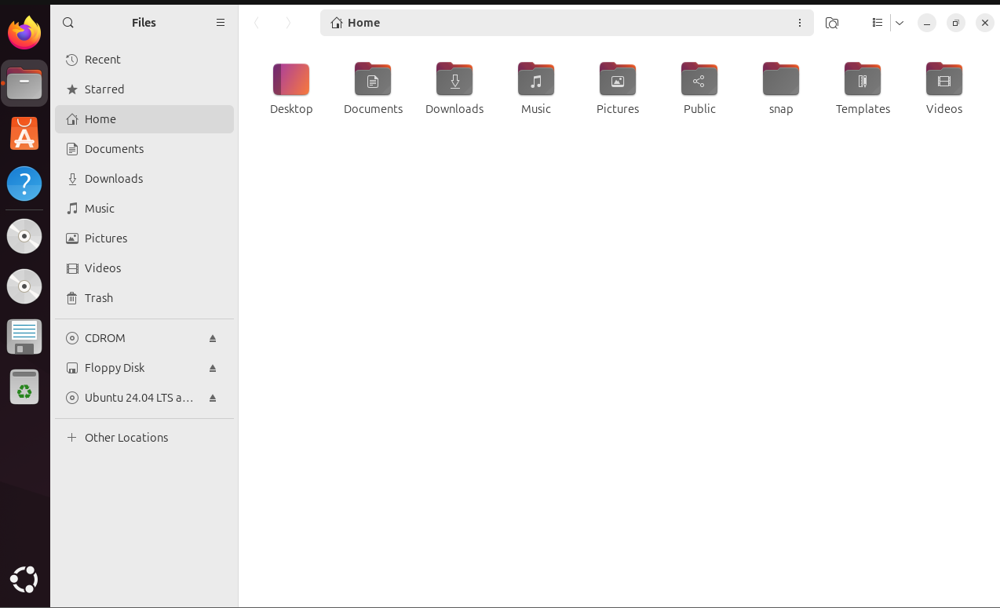 Files
Home
Recent
Starred
Home
Documents
Downloads
Music
Pictures
Videos
Trash
CDROM
Floppy Disk
Ubuntu 24.04 LTS a…
Other Locations
Desktop
Documents
Downloads
Music
Pictures
Public
snap
Templates
Videos